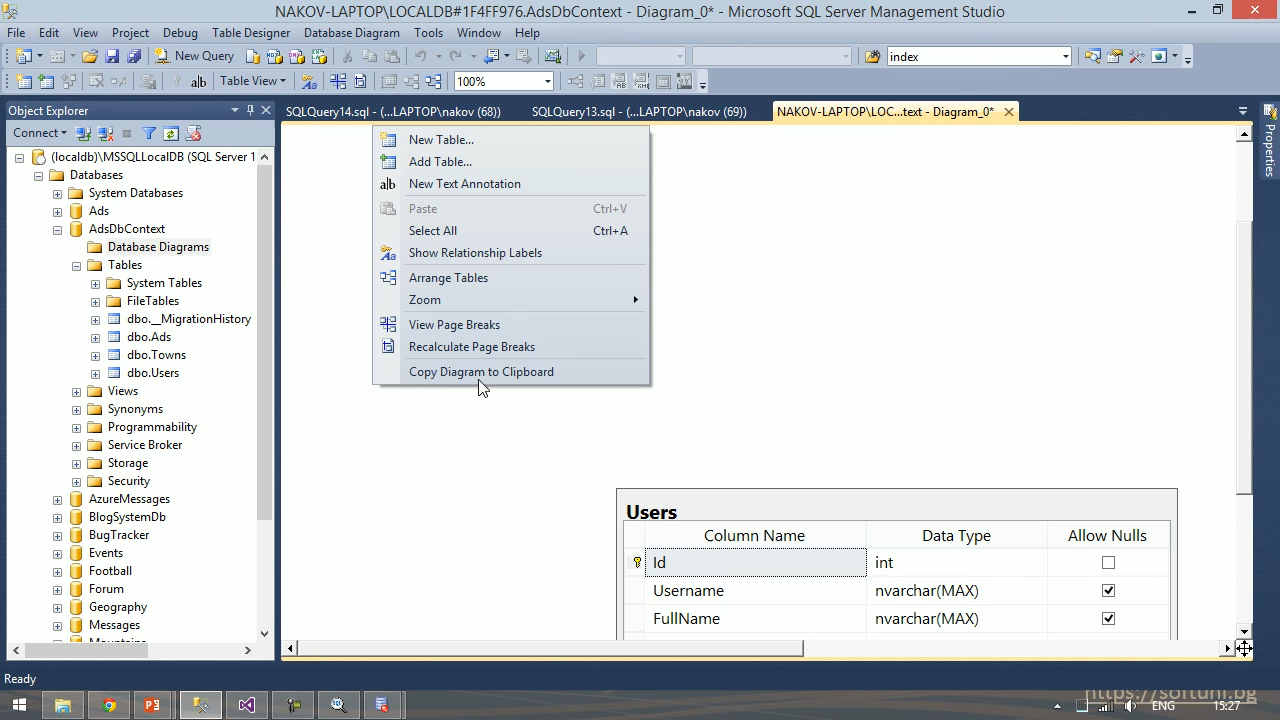 NAKOV-LAPTOP\LOCALDB#1F4FF976.AdsDbContext - Diagram_0* - Microsoft SQL Server Management Studio
File Edit View Project Debug Table Designer Database Diagram Tools Window Help
New Query index
Table View 100%
Object Explorer
SQLQuery14.sql - (...LAPTOP\nakov (68)) SQLQuery13.sql - (...LAPTOP\nakov (69)) NAKOV-LAPTOP\LOC...text - Diagram_0*
Connect
(localdb)\MSSQLLocalDB (SQL Server 1
Databases
System Databases
Ads
AdsDbContext
Database Diagrams
Tables
System Tables
FileTables
dbo.__MigrationHistory
dbo.Ads
dbo.Towns
dbo.Users
Views
Synonyms
Programmability
Service Broker
Storage
Security
AzureMessages
BlogSystemDb
BugTracker
Events
Football
Forum
Geography
Messages
New Table...
Add Table...
New Text Annotation
Paste Ctrl+V
Select All Ctrl+A
Show Relationship Labels
Arrange Tables
Zoom
View Page Breaks
Recalculate Page Breaks
Copy Diagram to Clipboard
Users
Column Name Data Type Allow Nulls
Id int
Username nvarchar(MAX)
FullName nvarchar(MAX)
Properties
Ready
https://softuni.bg
ENG 15:27